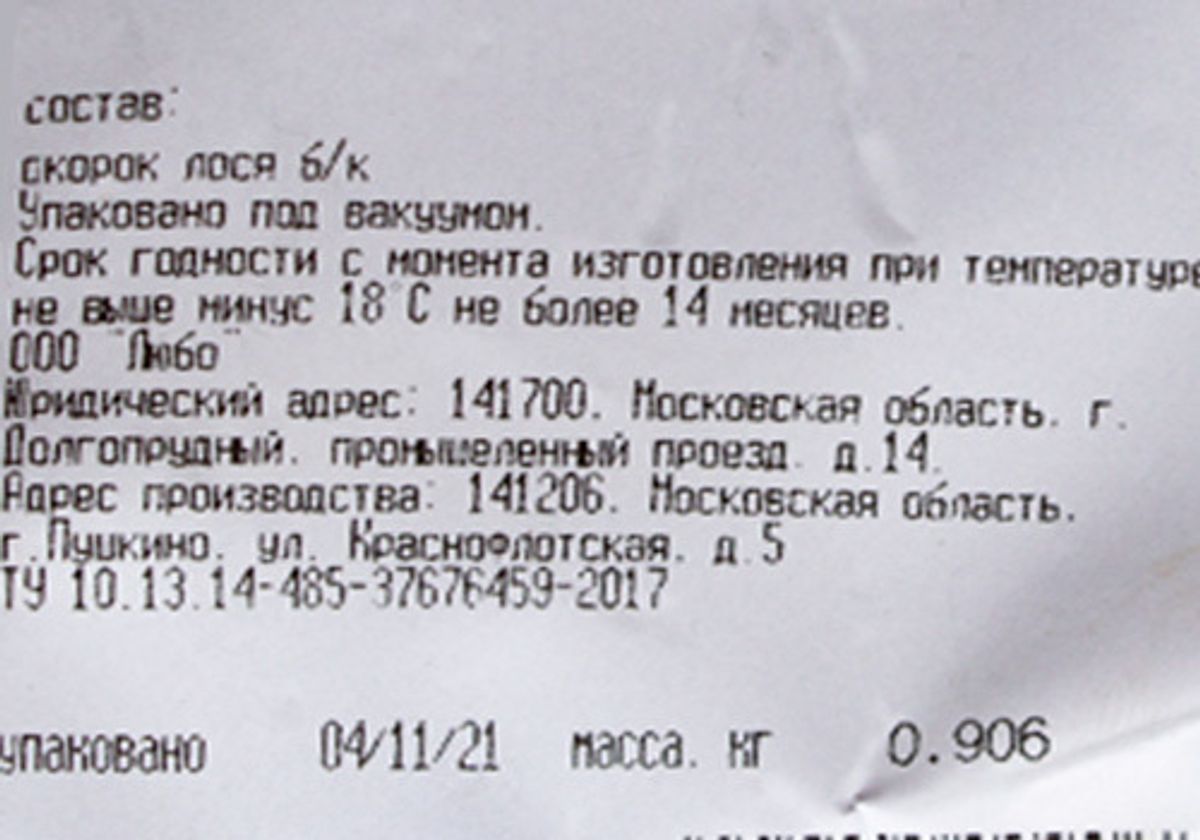 состав:
окорок лося б/к
Упаковано под вакуумом.
Срок годности с момента изготовления при температуре
не выше минус 18°С не более 14 месяцев.
ООО "Любо"
Юридический адрес: 141700. Московская область. г.
Долгопрудный. промышеленный проезд. д.14.
Адрес производства: 141206. Московская область.
г.Пушкино. ул. Краснофлотская. д.5
ТУ 10.13.14-485-37676459-2017
упаковано 04/11/21 масса. кг 0.906